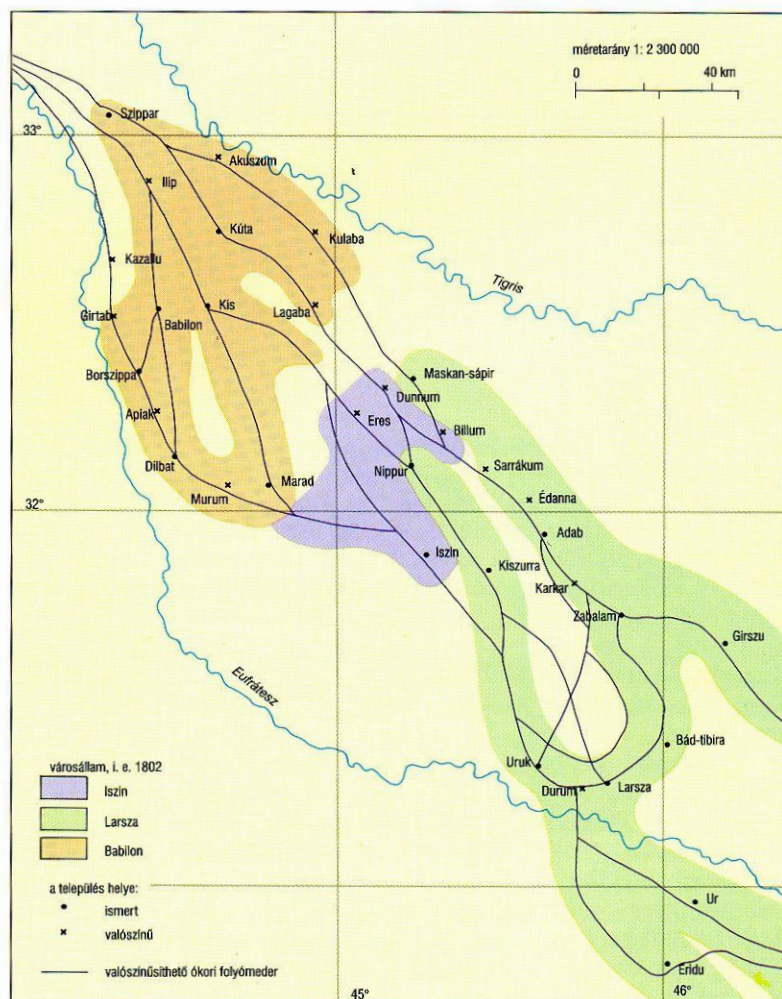 méretarány 1: 2 300 000
0 40 km
Szippar
33°
Akuszum
Ilip
Kúta
Kulaba
Kazallu
Tigris
Girtab
Babilon
Kis
Lagaba
Borszippa
Maskan-sápir
Dunnum
Apiak
Eres
Billum
Dilbat
Nippur
Sarrákum
Murum
Marad
Édanna
32°
Adab
Iszin
Kiszurra
Karkar
Zabalam
Girszu
Eufrátesz
Bád-tibira
Uruk
Durum
Larsza
városállam, i. e. 1802
Iszin
Larsza
Babilon
a település helye:
ismert
valószínű
valószínűsíthető ókori folyómeder
Ur
Eridu
45°
46°